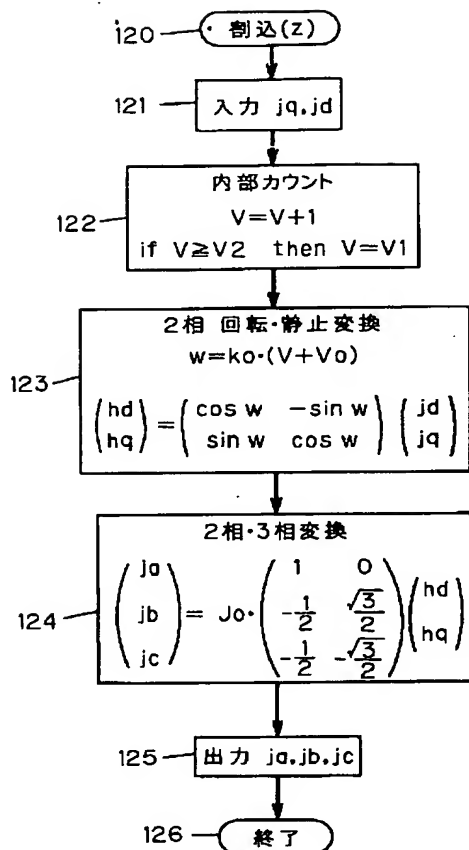 120 割込(Z)
121 入力 jq.jd
内部カウント
122 V=V+1
if V≧V2 then V=V1
2相 回転・静止変換
w=ko・(V+Vo)
123
(hd hq) = (cos w -sin w sin w cos w) (jd jq)
2相・3相変換
124
(ja jb jc) = Jo・(1 0 -1/2 √3/2 -1/2 -√3/2) (hd hq)
125 出力 ja.jb.jc
126 終了